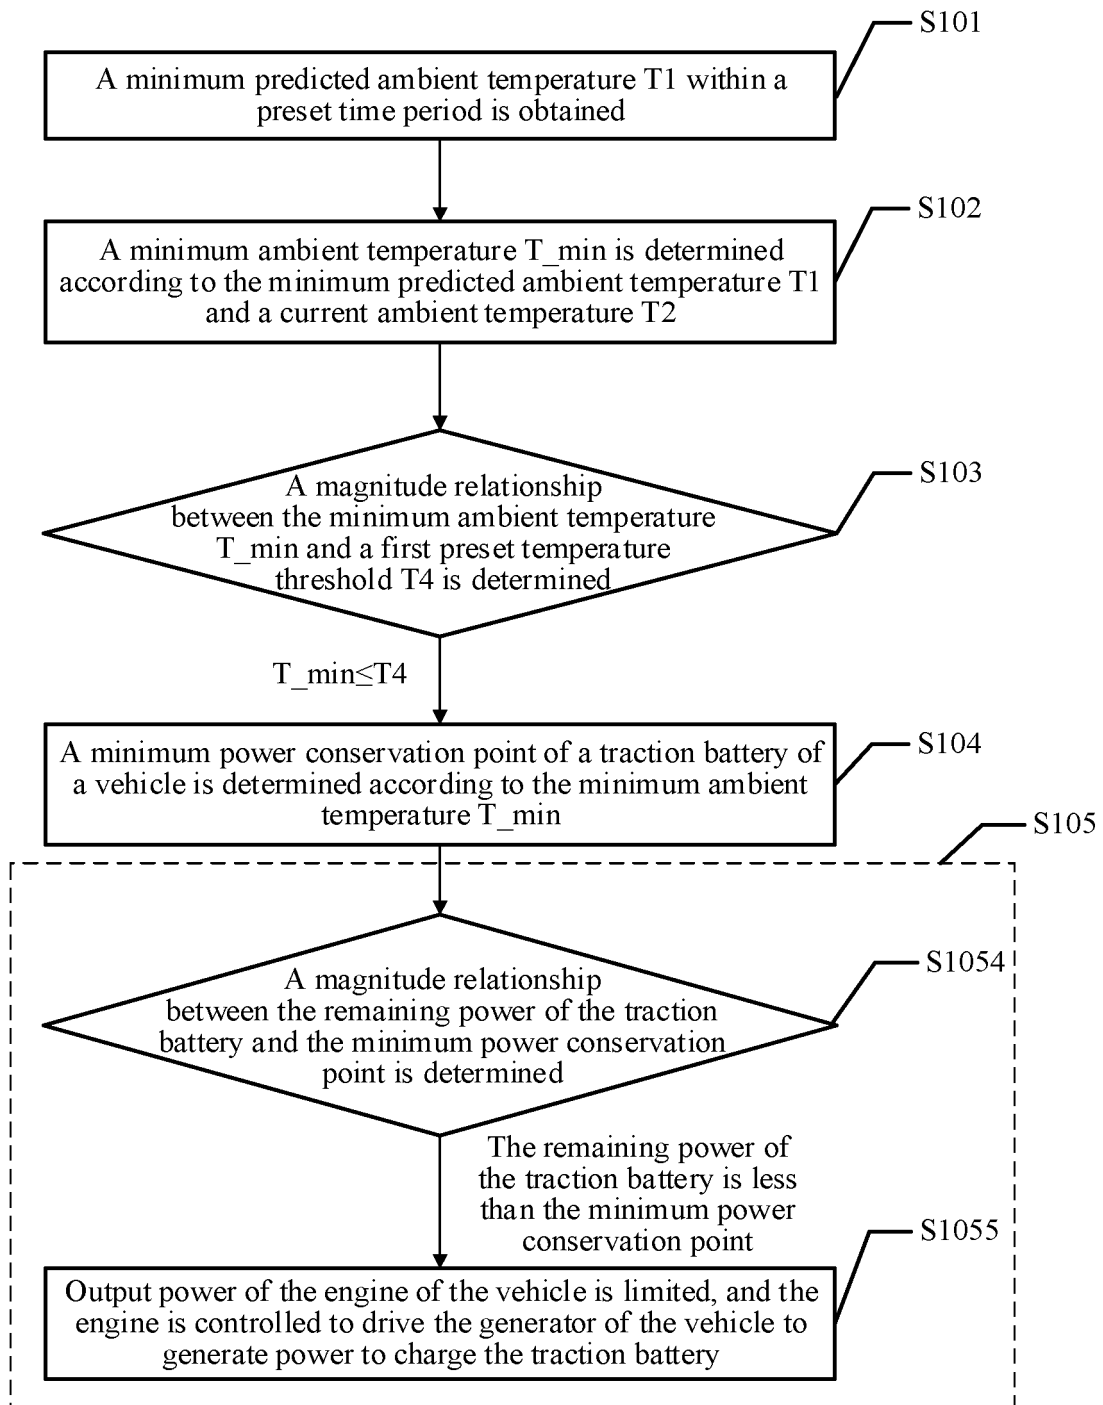 S101
A minimum predicted ambient temperature T1 within a
preset time period is obtained
S102
A minimum ambient temperature T_min is determined
according to the minimum predicted ambient temperature T1
and a current ambient temperature T2
S103
A magnitude relationship
between the minimum ambient temperature
T_min and a first preset temperature
threshold T4 is determined
T_min≤T4
S104
A minimum power conservation point of a traction battery of
a vehicle is determined according to the minimum ambient
temperature T_min
S105
S1054
A magnitude relationship
between the remaining power of the traction
battery and the minimum power conservation
point is determined
The remaining power of
the traction battery is less
than the minimum power
conservation point
S1055
Output power of the engine of the vehicle is limited, and the
engine is controlled to drive the generator of the vehicle to
generate power to charge the traction battery